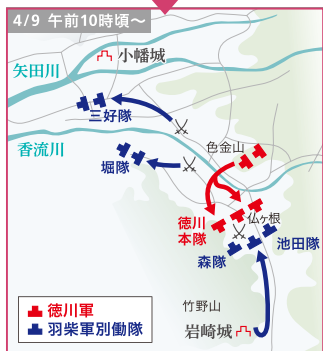 4/9 午前10時頃～
小幡城
矢田川
三好隊
香流川
堀隊
色金山
徳川
本隊
仏ヶ根
池田隊
森隊
竹野山
岩崎城
徳川軍
羽柴軍別働隊